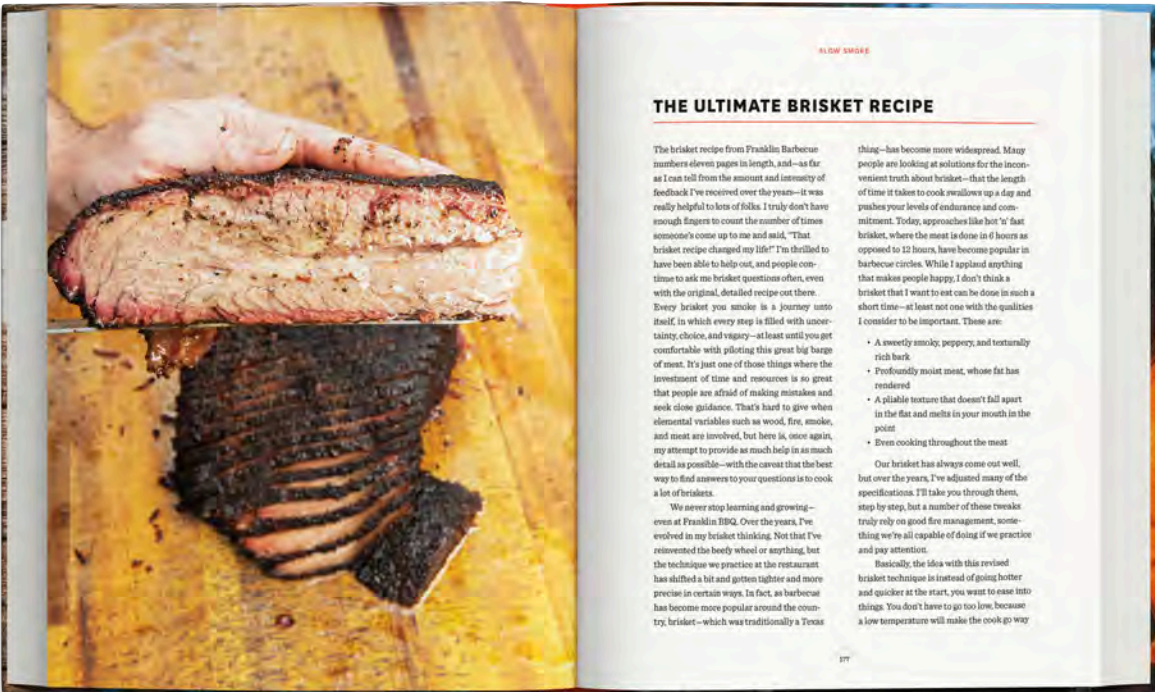 SLOW SMOKE
THE ULTIMATE BRISKET RECIPE
The brisket recipe from Franklin Barbecue
numbers eleven pages in length, and—as far
as I can tell from the amount and intensity of
feedback I've received over the years—it was
really helpful to lots of folks. I truly don't have
enough fingers to count the number of times
someone's come up to me and said, "That
brisket recipe changed my life!" I'm thrilled to
have been able to help out, and people con-
tinue to ask me brisket questions often, even
with the original, detailed recipe out there.
Every brisket you smoke is a journey unto
itself, in which every step is filled with uncer-
tainty, choice, and vagary—at least until you get
comfortable with piloting this great big barge
of meat. It's just one of those things where the
investment of time and resources is so great
that people are afraid of making mistakes and
seek close guidance. That's hard to give when
elemental variables such as wood, fire, smoke,
and meat are involved, but here is, once again,
my attempt to provide as much help in as much
detail as possible—with the caveat that the best
way to find answers to your questions is to cook
a lot of briskets.
We never stop learning and growing—
even at Franklin BBQ. Over the years, I've
evolved in my brisket thinking. Not that I've
reinvented the beefy wheel or anything, but
the technique we practice at the restaurant
has shifted a bit and gotten tighter and more
precise in certain ways. In fact, as barbecue
has become more popular around the coun-
try, brisket—which was traditionally a Texas
thing—has become more widespread. Many
people are looking at solutions for the incon-
venient truth about brisket—that the length
of time it takes to cook swallows up a day and
pushes your levels of endurance and com-
mitment. Today, approaches like hot 'n' fast
brisket, where the meat is done in 6 hours as
opposed to 12 hours, have become popular in
barbecue circles. While I applaud anything
that makes people happy, I don't think a
brisket that I want to eat can be done in such a
short time—at least not one with the qualities
I consider to be important. These are:
• A sweetly smoky, peppery, and texturally
rich bark
• Profoundly moist meat, whose fat has
rendered
• A pliable texture that doesn't fall apart
in the flat and melts in your mouth in the
point
• Even cooking throughout the meat
Our brisket has always come out well,
but over the years, I've adjusted many of the
specifications. I'll take you through them,
step by step, but a number of these tweaks
truly rely on good fire management, some-
thing we're all capable of doing if we practice
and pay attention.
Basically, the idea with this revised
brisket technique is instead of going hotter
and quicker at the start, you want to ease into
things. You don't have to go too low, because
a low temperature will make the cook go way
177